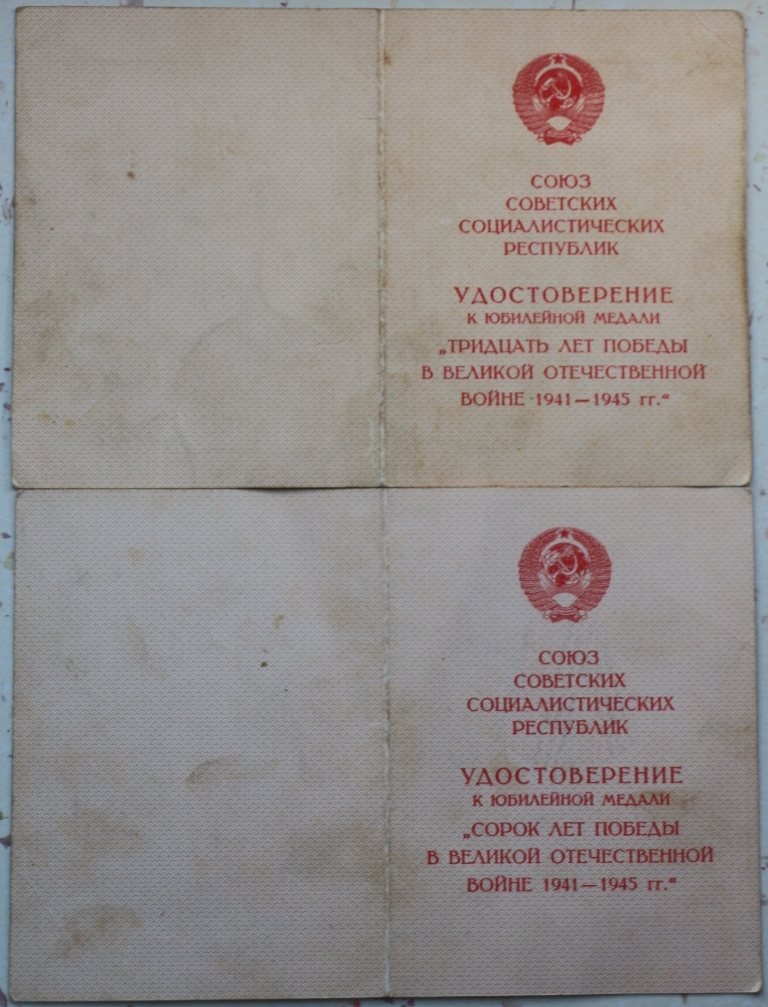 СОЮЗ
СОВЕТСКИХ
СОЦИАЛИСТИЧЕСКИХ
РЕСПУБЛИК
УДОСТОВЕРЕНИЕ
К ЮБИЛЕЙНОЙ МЕДАЛИ
„ТРИДЦАТЬ ЛЕТ ПОБЕДЫ
В ВЕЛИКОЙ ОТЕЧЕСТВЕННОЙ
ВОЙНЕ 1941—1945 гг.“
СОЮЗ
СОВЕТСКИХ
СОЦИАЛИСТИЧЕСКИХ
РЕСПУБЛИК
УДОСТОВЕРЕНИЕ
К ЮБИЛЕЙНОЙ МЕДАЛИ
„СОРОК ЛЕТ ПОБЕДЫ
В ВЕЛИКОЙ ОТЕЧЕСТВЕННОЙ
ВОЙНЕ 1941—1945 гг.“